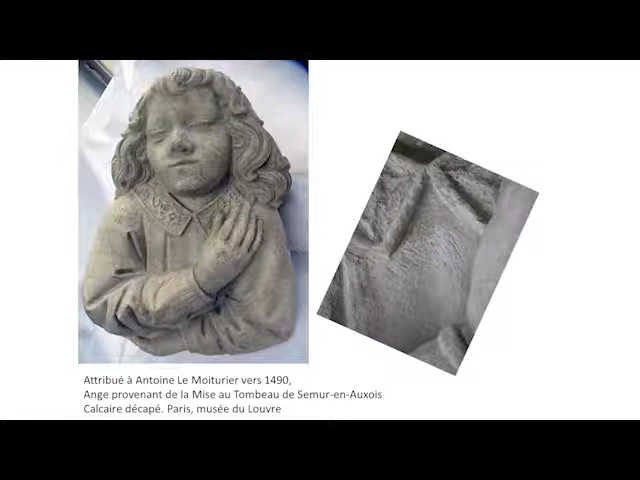 Attribué à Antoine Le Moiturier vers 1490,
Ange provenant de la Mise au Tombeau de Semur-en-Auxois
Calcaire décapé. Paris, musée du Louvre